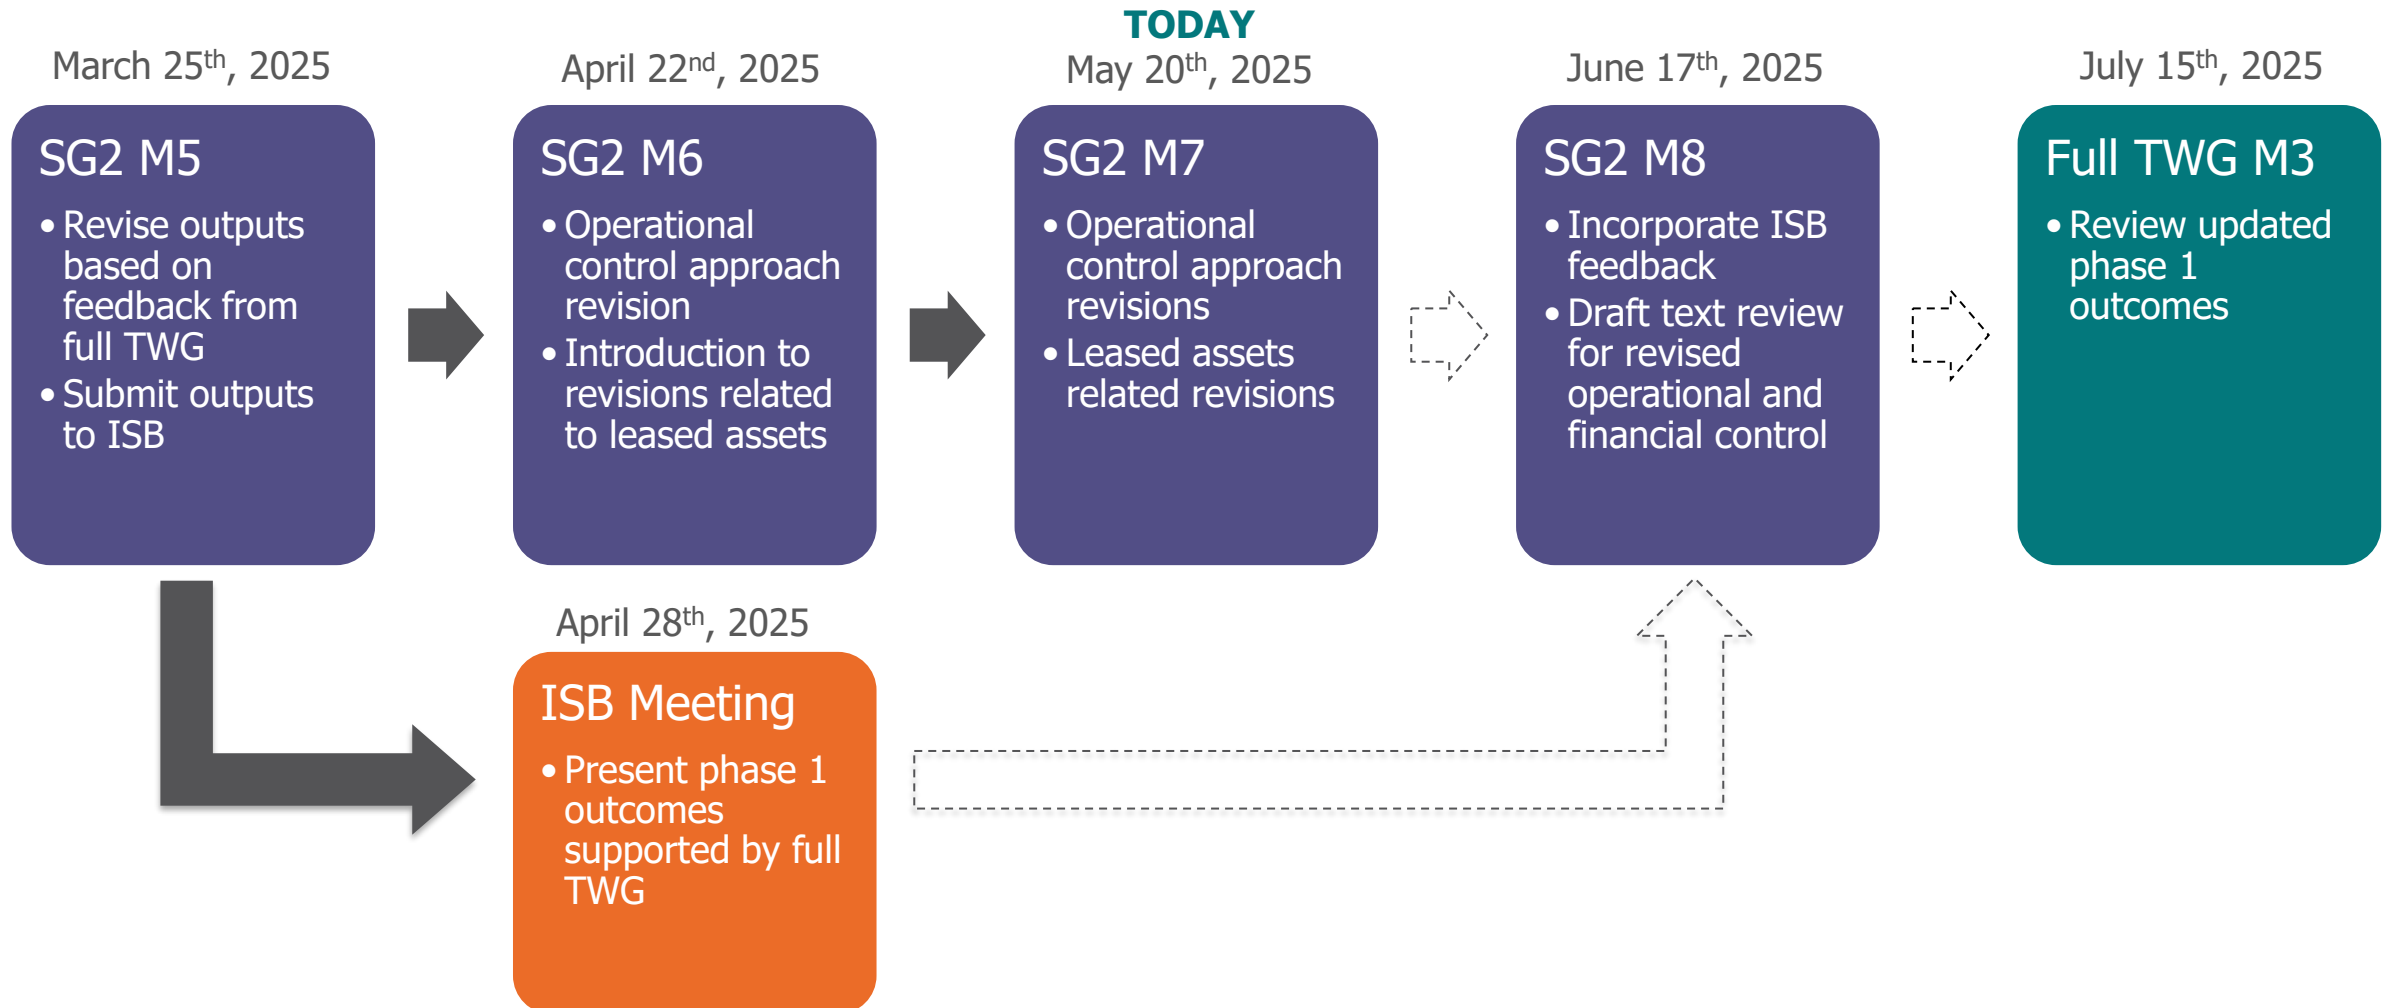 March 25th, 2025
SG2 M5
• Revise outputs
based on
feedback from
full TWG
• Submit outputs
to ISB
April 22nd, 2025
SG2 M6
• Operational
control approach
revision
• Introduction to
revisions related
to leased assets
TODAY
May 20th, 2025
SG2 M7
• Operational
control approach
revisions
• Leased assets
related revisions
June 17th, 2025
SG2 M8
• Incorporate ISB
feedback
• Draft text review
for revised
operational and
financial control
July 15th, 2025
Full TWG M3
• Review updated
phase 1
outcomes
April 28th, 2025
ISB Meeting
• Present phase 1
outcomes
supported by full
TWG